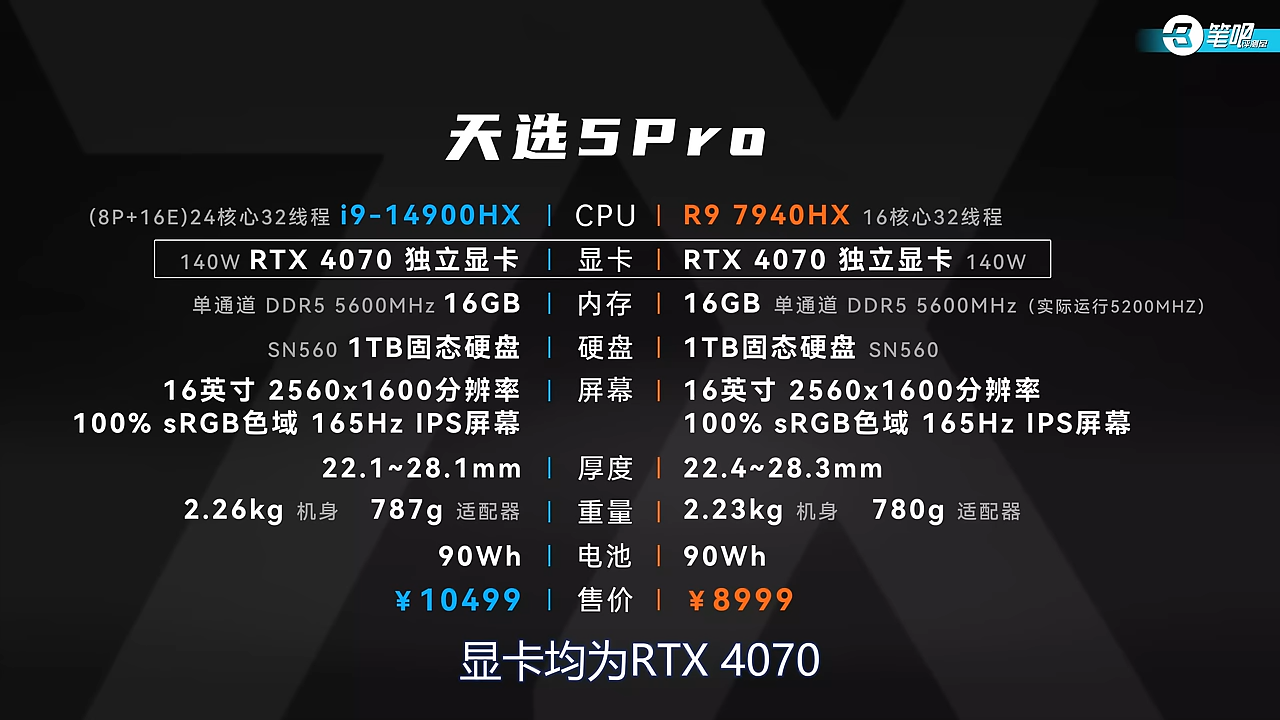 笔吧评测室
天选5Pro
(8P+16E)24核心32线程 i9-14900HX | CPU | R9 7940HX 16核心32线程
140W RTX 4070 独立显卡 | 显卡 | RTX 4070 独立显卡 140W
单通道 DDR5 5600MHz 16GB | 内存 | 16GB 单通道 DDR5 5600MHz (实际运行5200MHZ)
SN560 1TB固态硬盘 | 硬盘 | 1TB固态硬盘 SN560
16英寸 2560x1600分辨率 | 屏幕 | 16英寸 2560x1600分辨率
100% sRGB色域 165Hz IPS屏幕 100% sRGB色域 165Hz IPS屏幕
22.1~28.1mm | 厚度 | 22.4~28.3mm
2.26kg 机身 787g 适配器 | 重量 | 2.23kg 机身 780g 适配器
90Wh | 电池 | 90Wh
¥10499 | 售价 | ¥8999
显卡均为RTX 4070